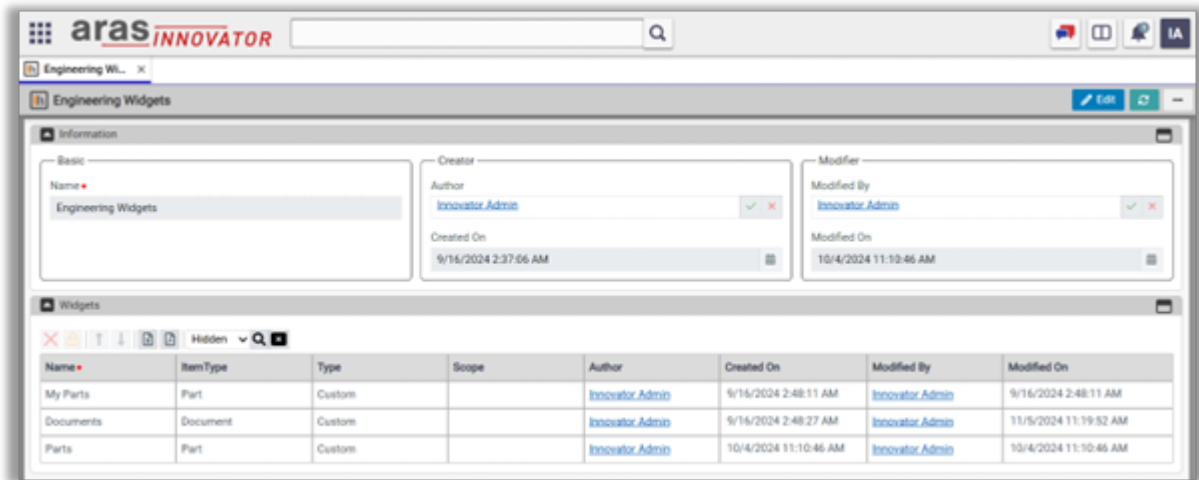 aras INNOVATOR
IA
Engineering Wi... ×
Engineering Widgets
Edit
Information
Basic
Name•
Engineering Widgets
Creator
Author
Innovator Admin
Created On
9/16/2024 2:37:06 AM
Modifier
Modified By
Innovator Admin
Modified On
10/4/2024 11:10:46 AM
Widgets
Hidden
Name• ItemType Type Scope Author Created On Modified By Modified On
My Parts Part Custom Innovator Admin 9/16/2024 2:48:11 AM Innovator Admin 9/16/2024 2:48:11 AM
Documents Document Custom Innovator Admin 9/16/2024 2:48:27 AM Innovator Admin 11/5/2024 11:19:52 AM
Parts Part Custom Innovator Admin 10/4/2024 11:10:46 AM Innovator Admin 10/4/2024 11:10:46 AM